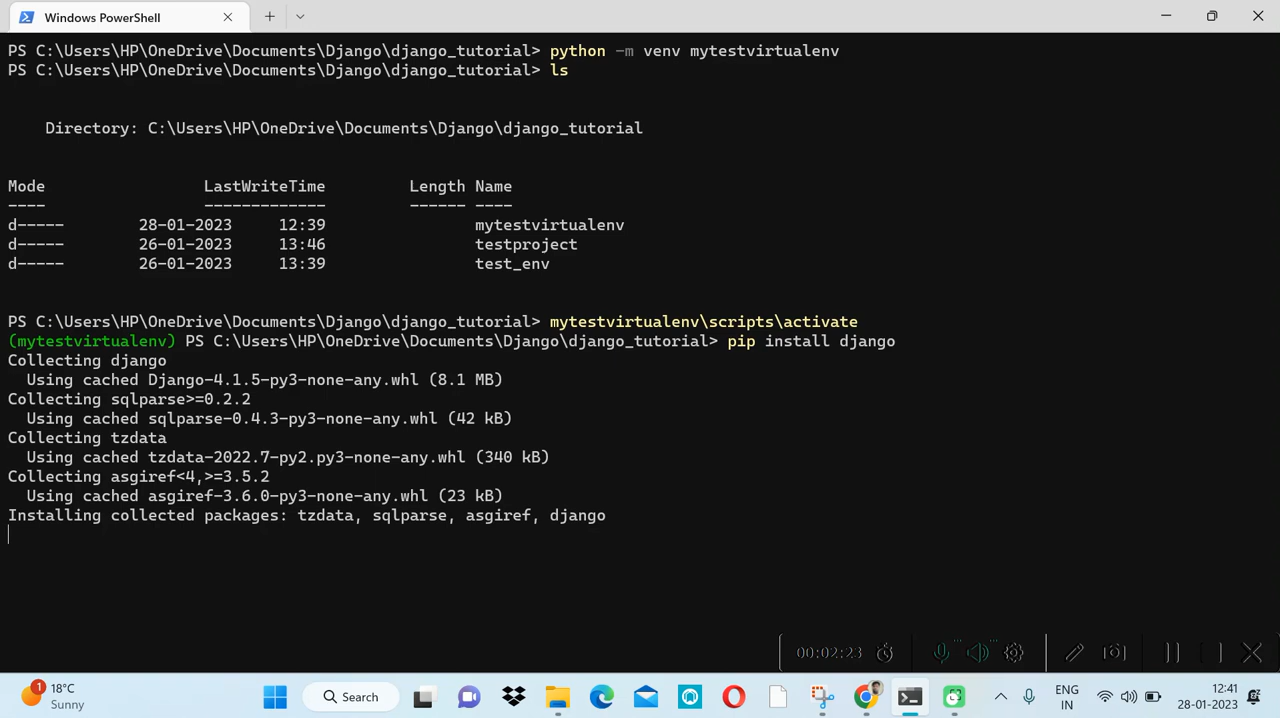 Windows PowerShell
PS C:\Users\HP\OneDrive\Documents\Django\django_tutorial> python -m venv mytestvirtualenv
PS C:\Users\HP\OneDrive\Documents\Django\django_tutorial> ls
Directory: C:\Users\HP\OneDrive\Documents\Django\django_tutorial
Mode LastWriteTime Length Name
---- ------------- ------ ----
d----- 28-01-2023 12:39 mytestvirtualenv
d----- 26-01-2023 13:46 testproject
d----- 26-01-2023 13:39 test_env
PS C:\Users\HP\OneDrive\Documents\Django\django_tutorial> mytestvirtualenv\scripts\activate
(mytestvirtualenv) PS C:\Users\HP\OneDrive\Documents\Django\django_tutorial> pip install django
Collecting django
Using cached Django-4.1.5-py3-none-any.whl (8.1 MB)
Collecting sqlparse>=0.2.2
Using cached sqlparse-0.4.3-py3-none-any.whl (42 kB)
Collecting tzdata
Using cached tzdata-2022.7-py2.py3-none-any.whl (340 kB)
Collecting asgiref<4,>=3.5.2
Using cached asgiref-3.6.0-py3-none-any.whl (23 kB)
Installing collected packages: tzdata, sqlparse, asgiref, django
00:02:23
1
18°C
Sunny
Search
ENG
IN
12:41
28-01-2023